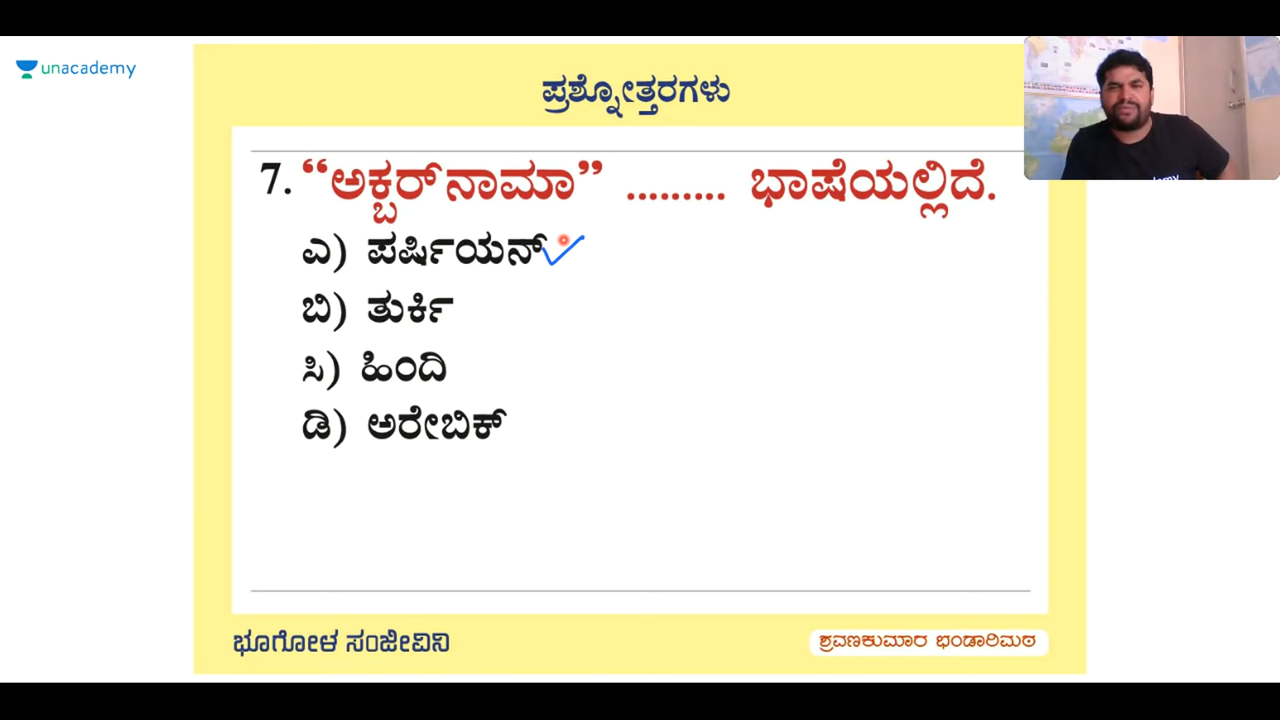 unacademy
ಪ್ರಶ್ನೋತ್ತರಗಳು
7. “ಅಕ್ಬರ್‌ನಾಮಾ” ......... ಭಾಷೆಯಲ್ಲಿದೆ.
ಎ) ಪರ್ಷಿಯನ್
ಬಿ) ತುರ್ಕಿ
ಸಿ) ಹಿಂದಿ
ಡಿ) ಅರೇಬಿಕ್
ಭೂಗೋಳ ಸಂಜೀವಿನಿ
ಶ್ರವಣಕುಮಾರ ಭಂಡಾರಿಮಠ